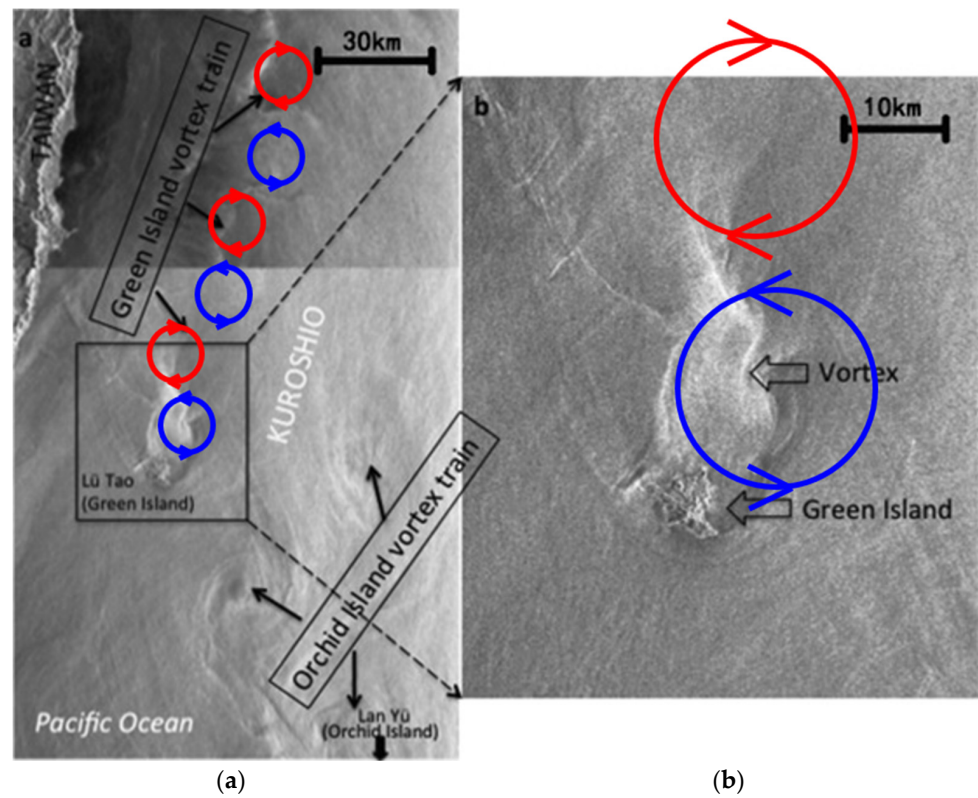 a
30km
TAIWAN
Green Island vortex train
KUROSHIO
Lü Tao
(Green Island)
Orchid Island vortex train
Pacific Ocean
Lan Yü
(Orchid Island)
(a)
b
10km
Vortex
Green Island
(b)